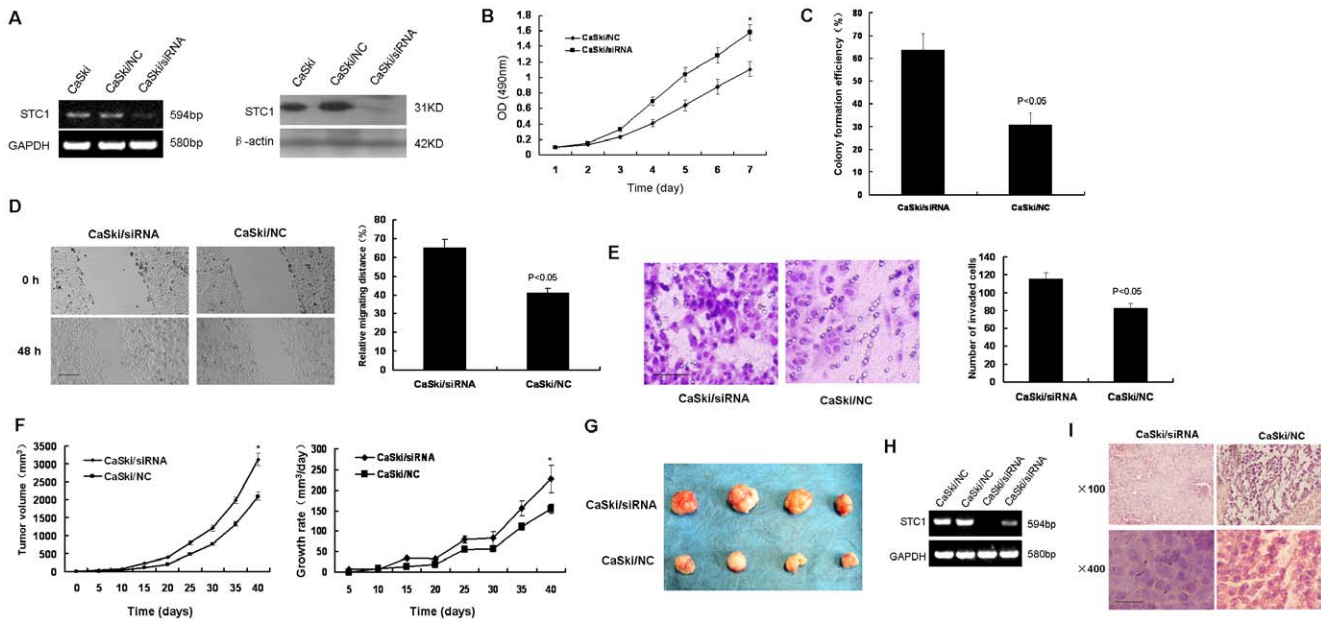 A
CaSki
CaSki/NC
CaSki/siRNA
STC1
594bp
GAPDH
580bp
CaSki
CaSki/NC
CaSki/siRNA
STC1
31KD
β-actin
42KD
B
CaSki/NC
CaSki/siRNA
OD (490nm)
1.8
1.6
1.4
1.2
1
0.8
0.6
0.4
0.2
0
*
1 2 3 4 5 6 7
Time (day)
C
Colony formation efficiency (%)
80
70
60
50
40
30
20
10
0
P<0.05
CaSki/siRNA CaSki/NC
D
CaSki/siRNA CaSki/NC
0 h
48 h
Relative migrating distance (%)
80
70
60
50
40
30
20
10
0
P<0.05
CaSki/siRNA CaSki/NC
E
CaSki/siRNA CaSki/NC
Number of invaded cells
140
120
100
80
60
40
20
0
P<0.05
CaSki/siRNA CaSki/NC
F
Tumor volume (mm³)
3500
3000
2500
2000
1500
1000
500
0
CaSki/siRNA
CaSki/NC
*
0 5 10 15 20 25 30 35 40
Time (days)
Growth rate (mm³/day)
300
250
200
150
100
50
0
CaSki/siRNA
CaSki/NC
*
5 10 15 20 25 30 35 40
Time (days)
G
CaSki/siRNA
CaSki/NC
H
CaSki/NC
CaSki/NC
CaSki/siRNA
CaSki/siRNA
STC1
594bp
GAPDH
580bp
I
CaSki/siRNA CaSki/NC
×100
×400